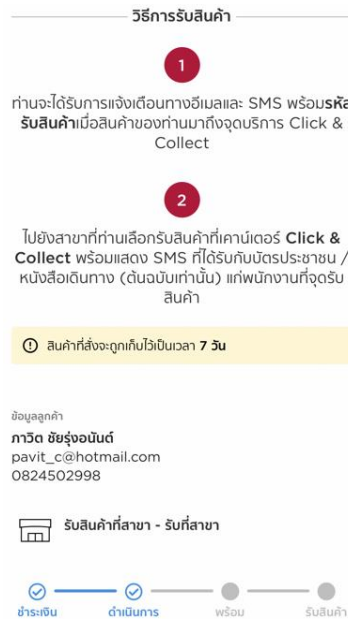 วิธีการรับสินค้า
1
ท่านจะได้รับการแจ้งเตือนทางอีเมลและ SMS พร้อมรหัส
รับสินค้าเมื่อสินค้าของท่านมาถึงจุดบริการ Click &
Collect
2
ไปยังสาขาที่ท่านเลือกรับสินค้าที่เคาน์เตอร์ Click &
Collect พร้อมแสดง SMS ที่ได้รับกับบัตรประชาชน /
หนังสือเดินทาง (ต้นฉบับเท่านั้น) แก่พนักงานที่จุดรับ
สินค้า
สินค้าที่สั่งจะถูกเก็บไว้เป็นเวลา 7 วัน
ข้อมูลลูกค้า
ภาวิต ชัยรุ่งอนันต์
pavit_c@hotmail.com
0824502998
รับสินค้าที่สาขา - รับที่สาขา
ชำระเงิน ดำเนินการ พร้อม รับสินค้า